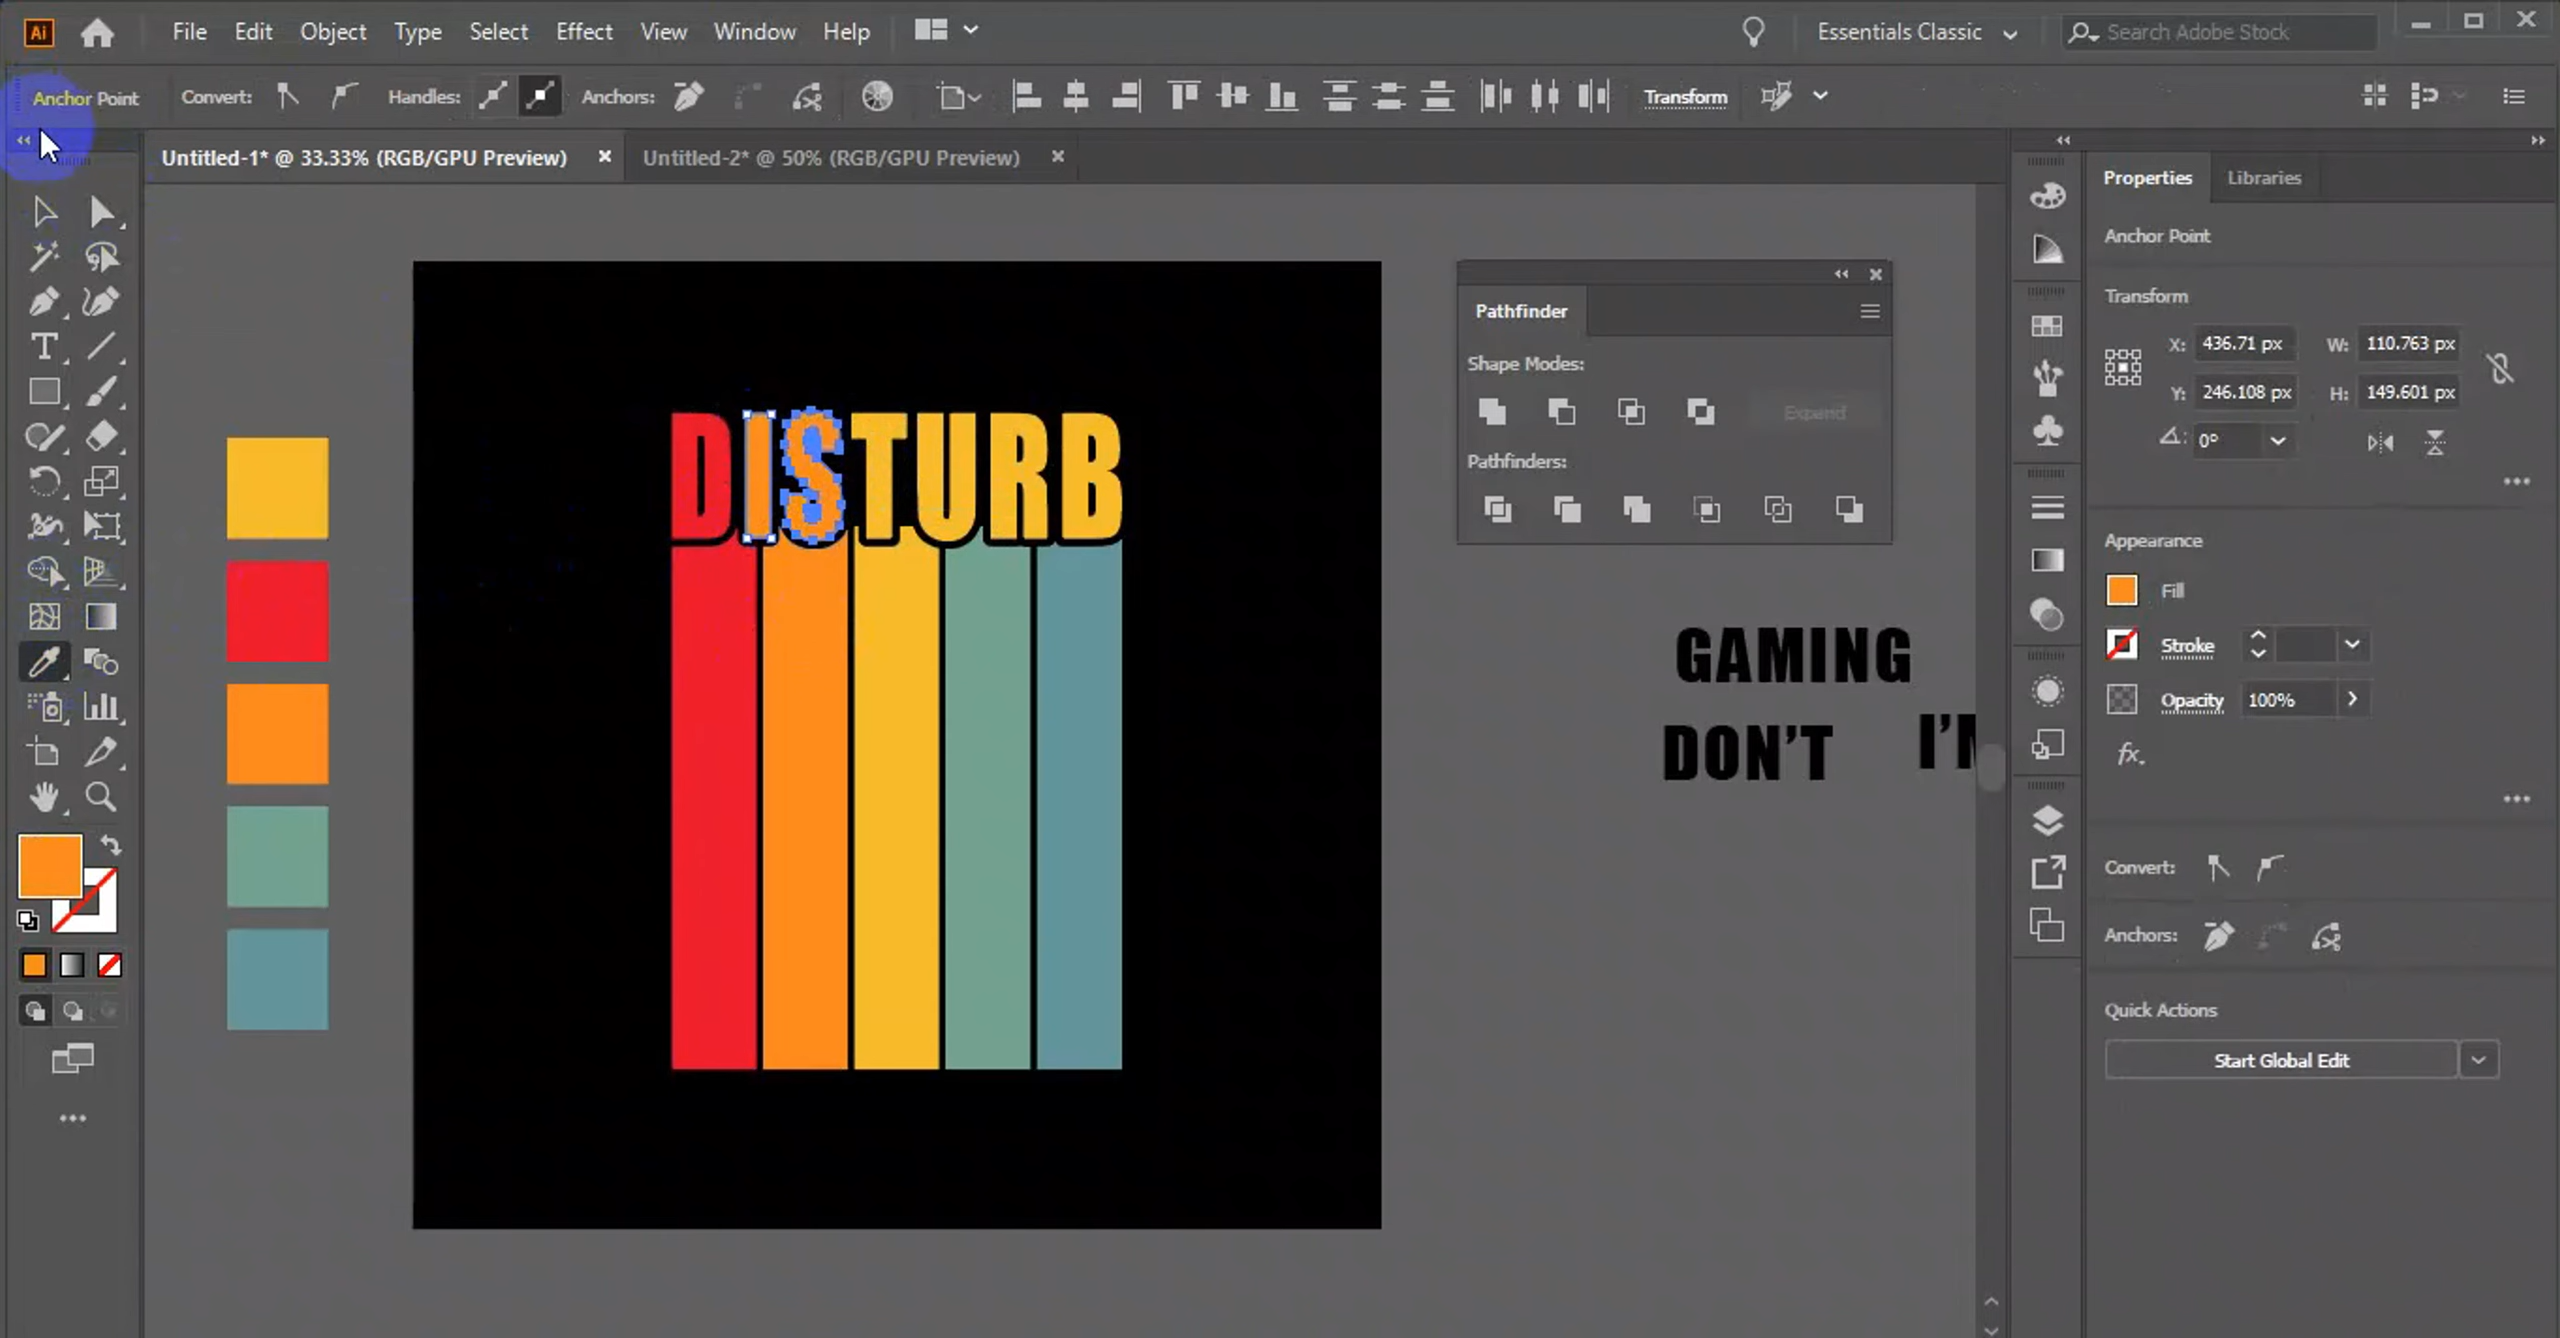 Ai File Edit Object Type Select Effect View Window Help Essentials Classic Search Adobe Stock
Anchor Point Convert: Handles: Anchors: Transform
Untitled-1* @ 33.33% (RGB/GPU Preview) Untitled-2* @ 50% (RGB/GPU Preview)
Properties Libraries
Anchor Point
Transform
X: 436.71 px W: 110.763 px
Y: 246.108 px H: 149.601 px
0°
Pathfinder
Shape Modes:
Expand
Pathfinders:
DISTURB
GAMING
DON'T
Appearance
Fill
Stroke
Opacity 100%
fx.
Convert:
Anchors:
Quick Actions
Start Global Edit